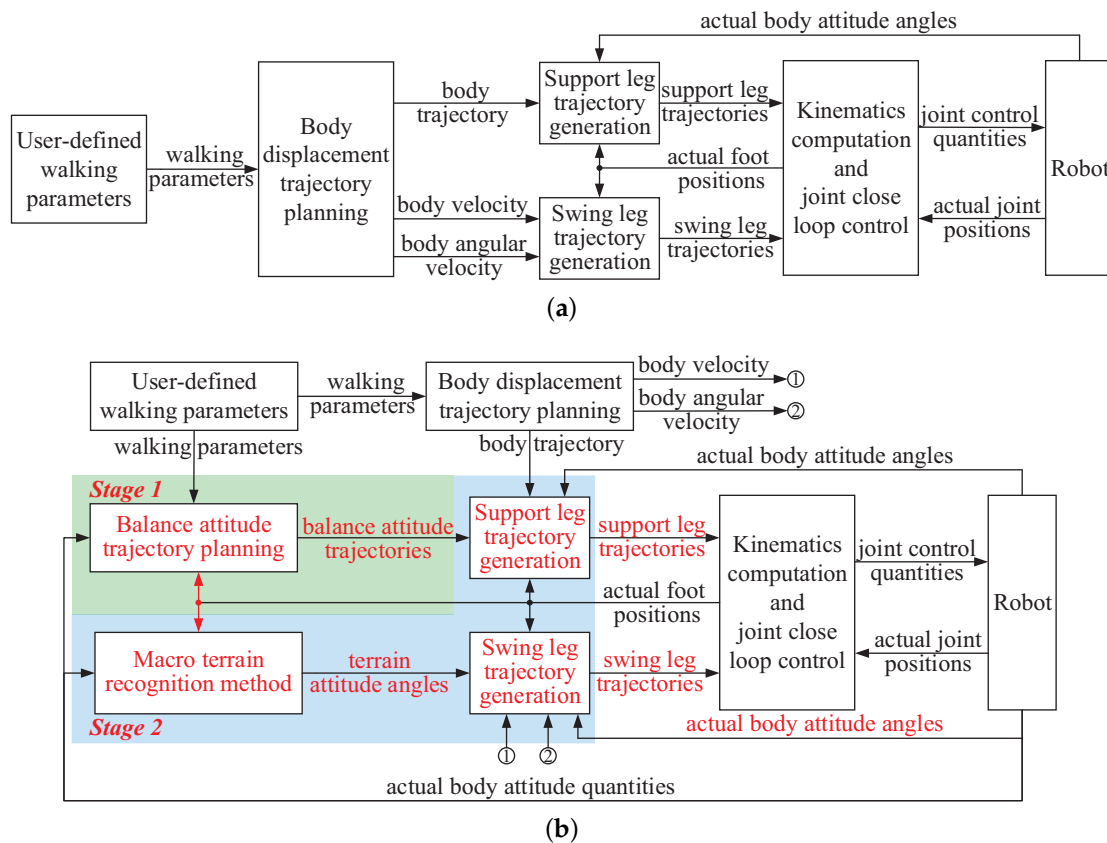 actual body attitude angles
User-defined
walking
parameters
walking
parameters
Body
displacement
trajectory
planning
body
trajectory
body velocity
body angular
velocity
Support leg
trajectory
generation
support leg
trajectories
actual foot
positions
Swing leg
trajectory
generation
swing leg
trajectories
Kinematics
computation
and
joint close
loop control
joint control
quantities
actual joint
positions
Robot
(a)
User-defined
walking parameters
walking
parameters
Body displacement
trajectory planning
body velocity
①
body angular
velocity
②
walking parameters
body trajectory
actual body attitude angles
Stage 1
Balance attitude
trajectory planning
balance attitude
trajectories
Support leg
trajectory
generation
support leg
trajectories
Kinematics
computation
and
joint close
loop control
joint control
quantities
Robot
actual foot
positions
actual joint
positions
Macro terrain
recognition method
terrain
attitude angles
Swing leg
trajectory
generation
swing leg
trajectories
Stage 2
actual body attitude angles
① ②
actual body attitude quantities
(b)